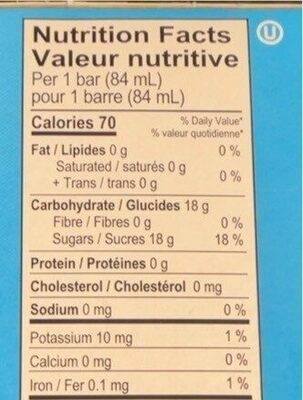 Nutrition Facts
Valeur nutritive
Per 1 bar (84 mL)
pour 1 barre (84 mL)
Calories 70
% Daily Value*
% valeur quotidienne*
Fat / Lipides 0 g 0 %
Saturated / saturés 0 g
+ Trans / trans 0 g 0 %
Carbohydrate / Glucides 18 g
Fibre / Fibres 0 g 0 %
Sugars / Sucres 18 g 18 %
Protein / Protéines 0 g
Cholesterol / Cholestérol 0 mg
Sodium 0 mg 0 %
Potassium 10 mg 1 %
Calcium 0 mg 0 %
Iron / Fer 0.1 mg 1 %
U